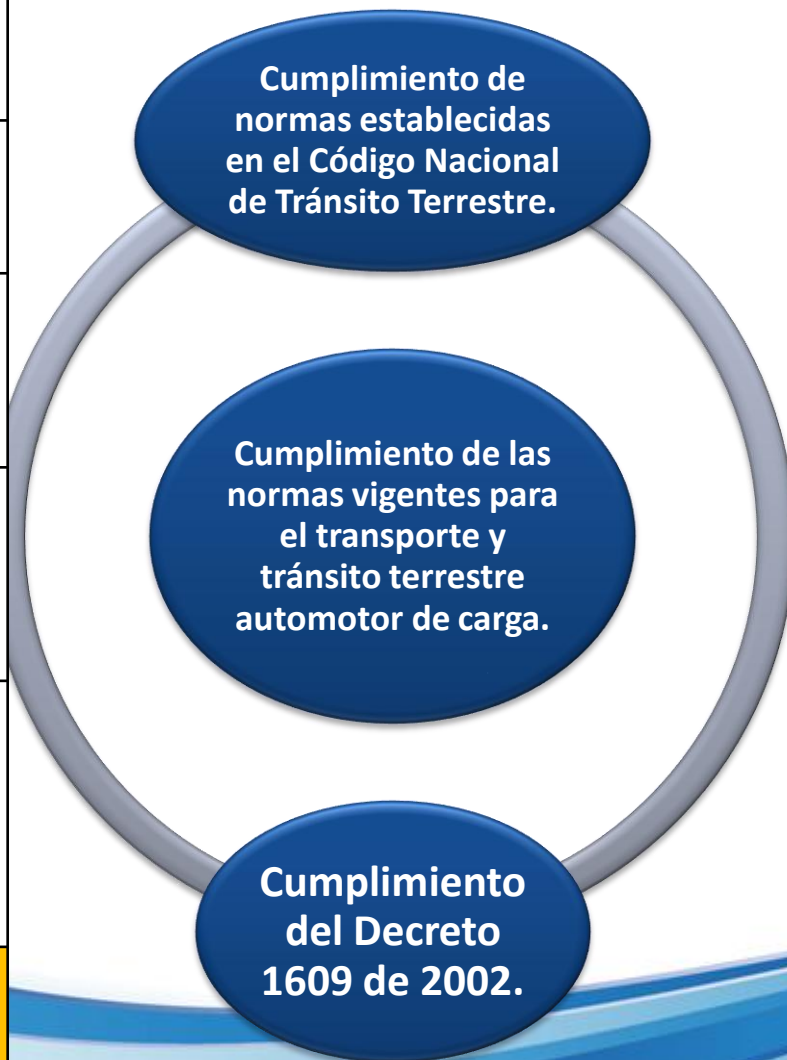 Cumplimiento de
normas establecidas
en el Código Nacional
de Tránsito Terrestre.
Cumplimiento de las
normas vigentes para
el transporte y
tránsito terrestre
automotor de carga.
Cumplimiento
del Decreto
1609 de 2002.